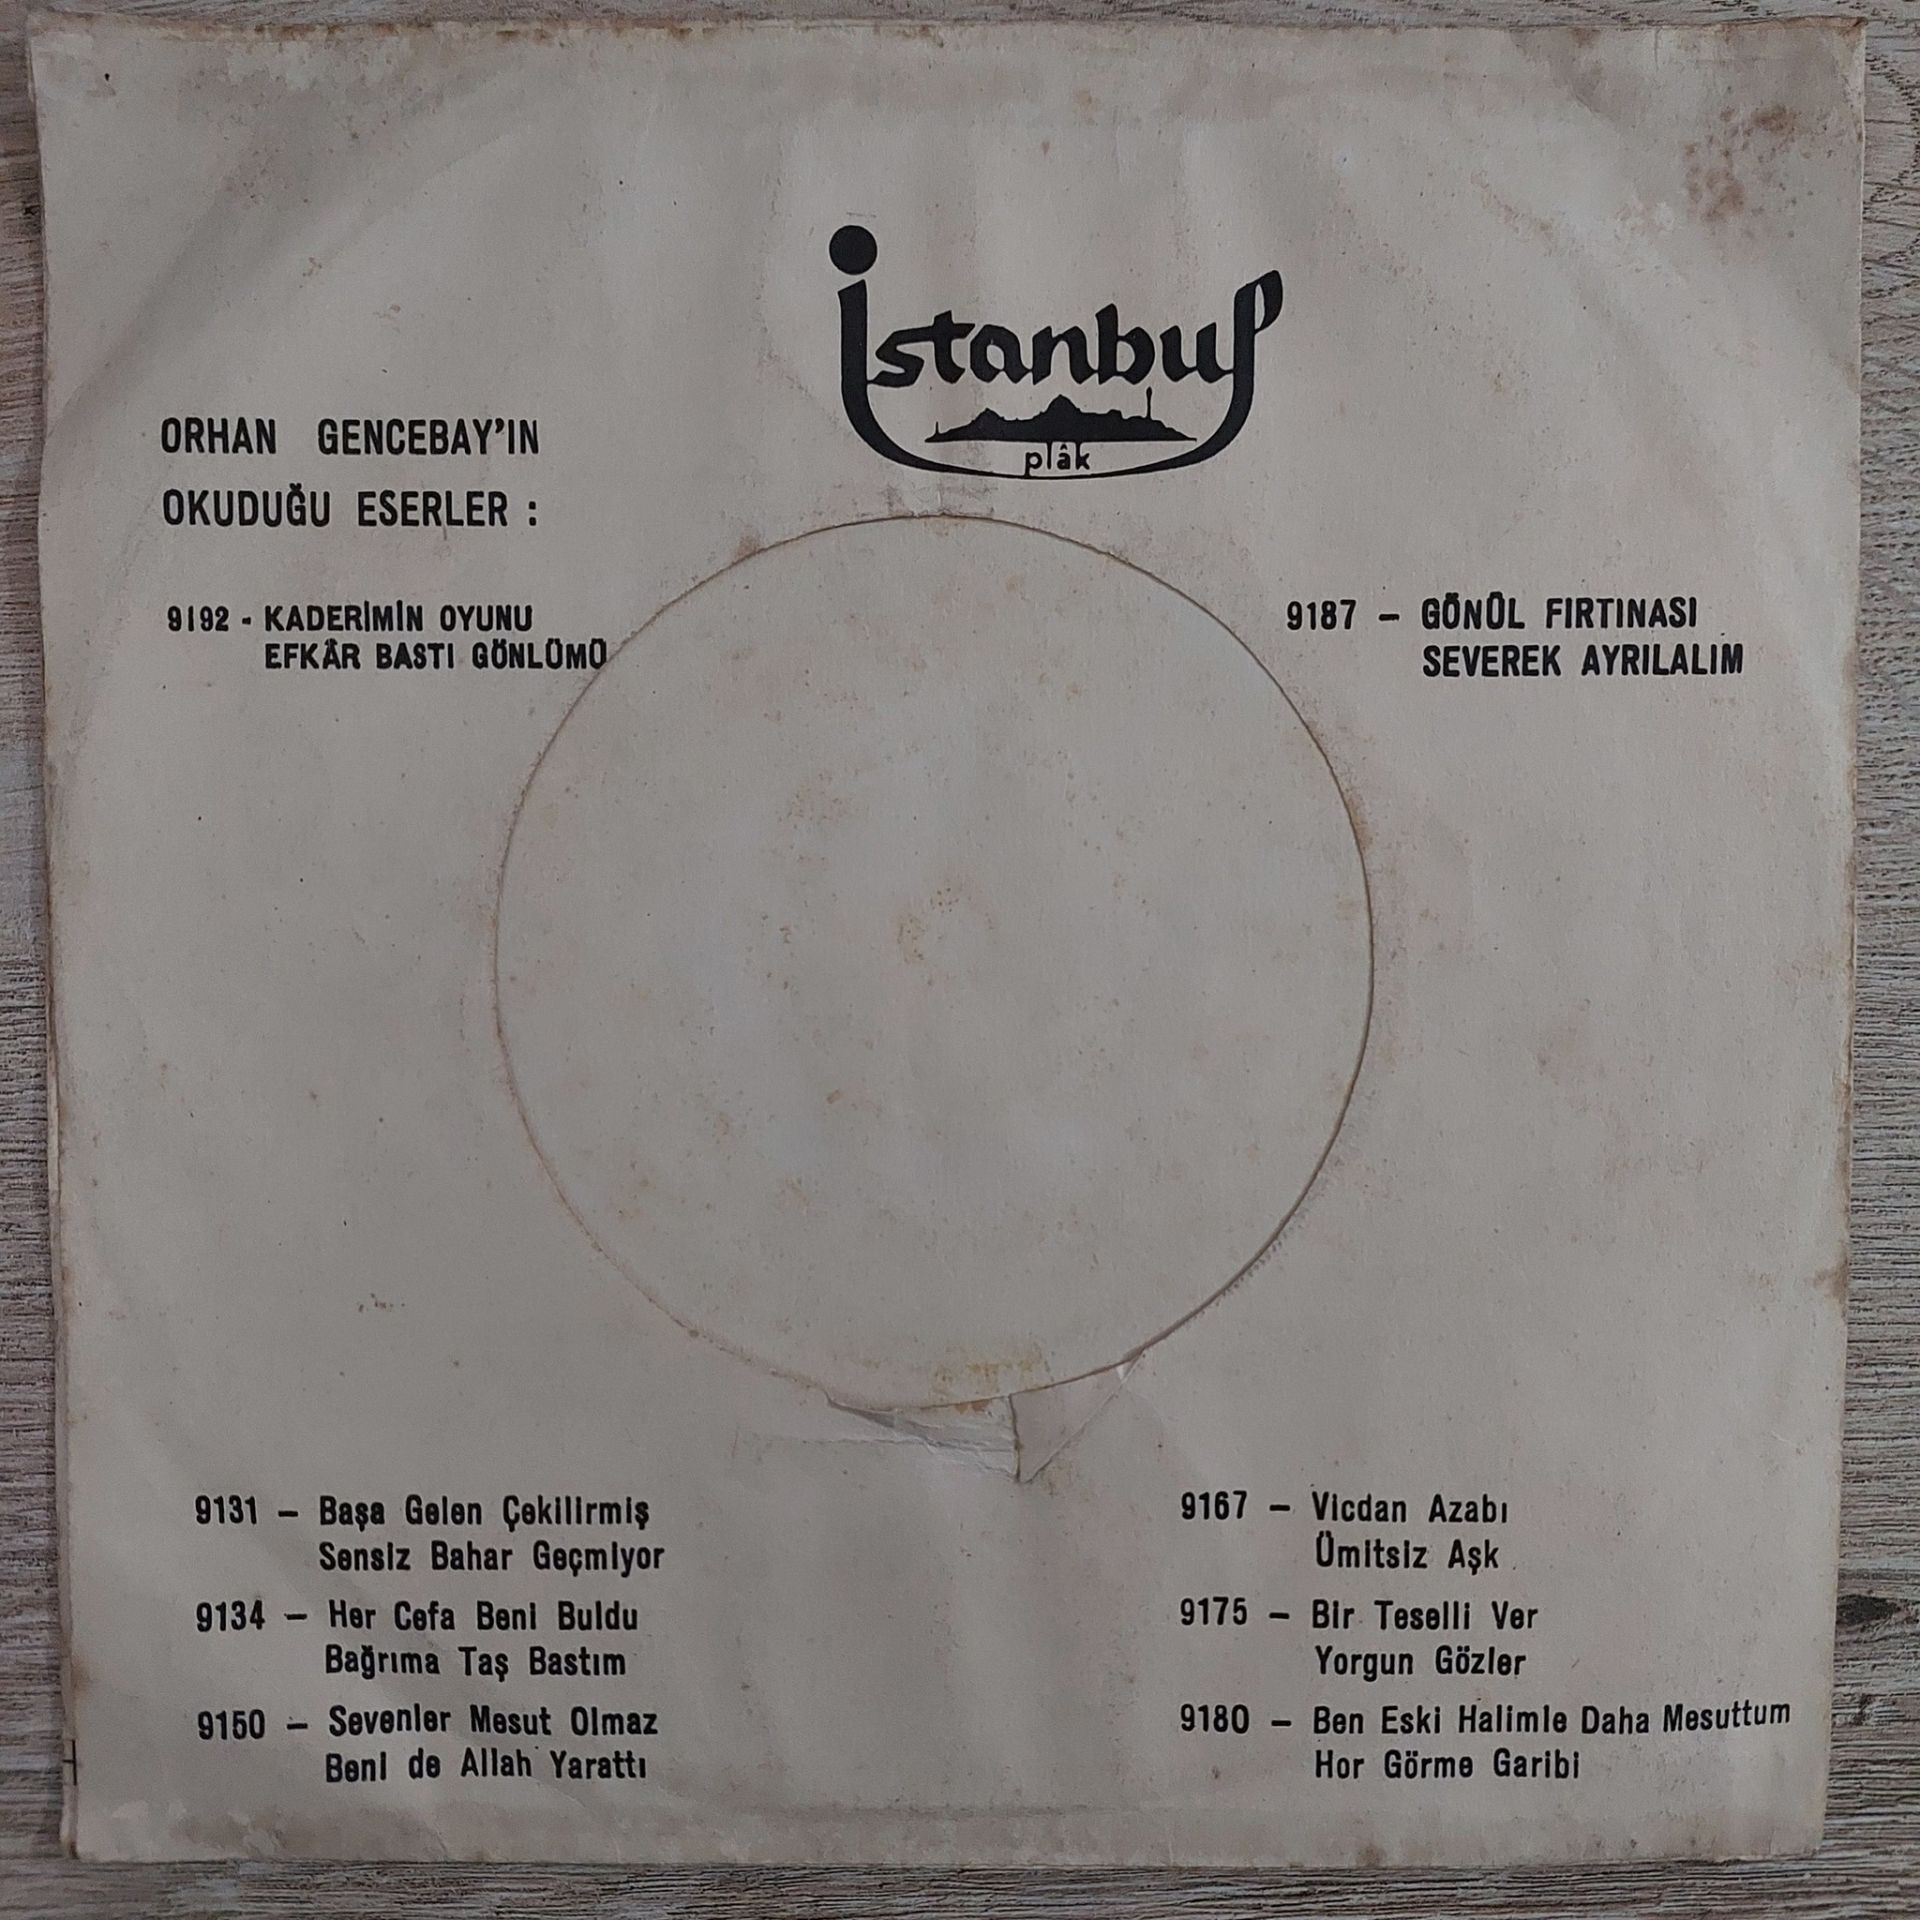 istanbul
plâk
ORHAN GENCEBAY'IN
OKUDUĞU ESERLER :
9192 - KADERİMİN OYUNU
EFKÂR BASTI GÖNLÜMÜ
9187 – GÖNÜL FIRTINASI
SEVEREK AYRILALIM
9131 – Başa Gelen Çekilirmiş
Sensiz Bahar Geçmiyor
9134 – Her Cefa Beni Buldu
Bağrıma Taş Bastım
9150 – Sevenler Mesut Olmaz
Beni de Allah Yarattı
9167 – Vicdan Azabı
Ümitsiz Aşk
9175 – Bir Teselli Ver
Yorgun Gözler
9180 – Ben Eski Halimle Daha Mesuttum
Hor Görme Garibi